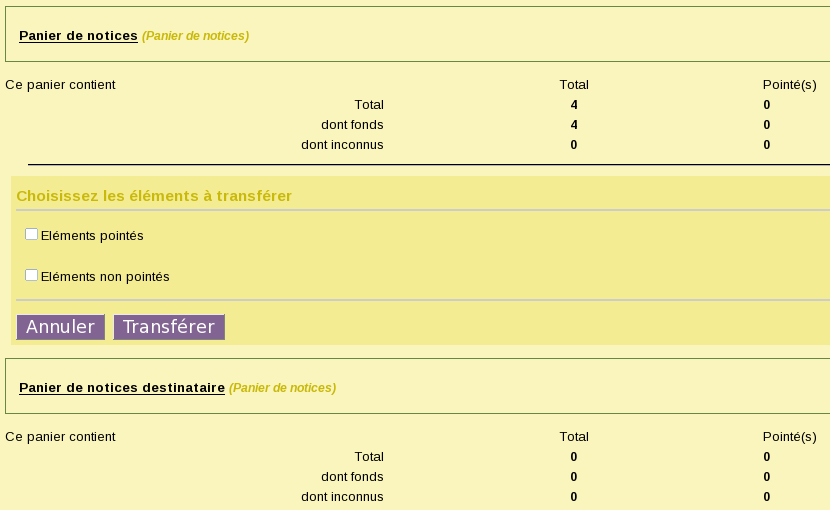 Panier de notices (Panier de notices)
Ce panier contient Total Pointé(s)
Total 4 0
dont fonds 4 0
dont inconnus 0 0
Choisissez les éléments à transférer
Eléments pointés
Eléments non pointés
Annuler Transférer
Panier de notices destinataire (Panier de notices)
Ce panier contient Total Pointé(s)
Total 0 0
dont fonds 0 0
dont inconnus 0 0